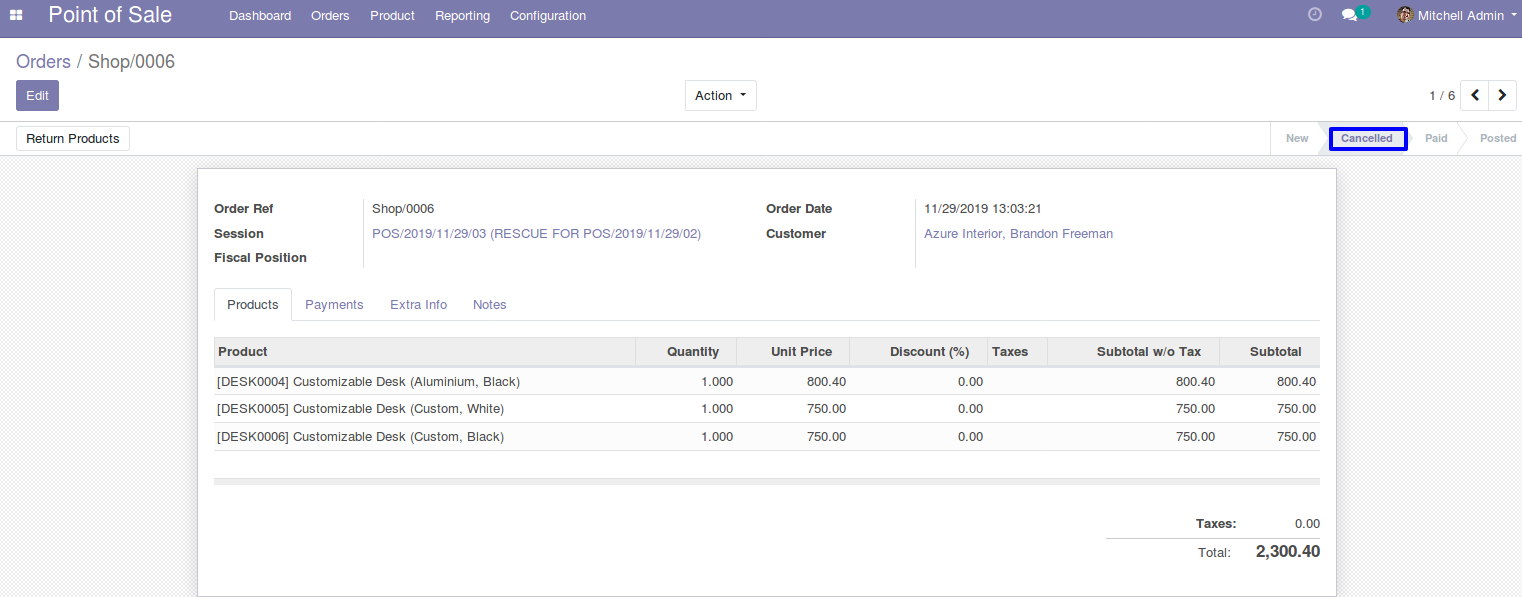 Point of Sale Dashboard Orders Product Reporting Configuration 1 Mitchell Admin
Orders / Shop/0006
Edit Action 1 / 6
Return Products New Cancelled Paid Posted
Order Ref Shop/0006 Order Date 11/29/2019 13:03:21
Session POS/2019/11/29/03 (RESCUE FOR POS/2019/11/29/02) Customer Azure Interior, Brandon Freeman
Fiscal Position
Products Payments Extra Info Notes
Product Quantity Unit Price Discount (%) Taxes Subtotal w/o Tax Subtotal
[DESK0004] Customizable Desk (Aluminium, Black) 1.000 800.40 0.00 800.40 800.40
[DESK0005] Customizable Desk (Custom, White) 1.000 750.00 0.00 750.00 750.00
[DESK0006] Customizable Desk (Custom, Black) 1.000 750.00 0.00 750.00 750.00
Taxes: 0.00
Total: 2,300.40